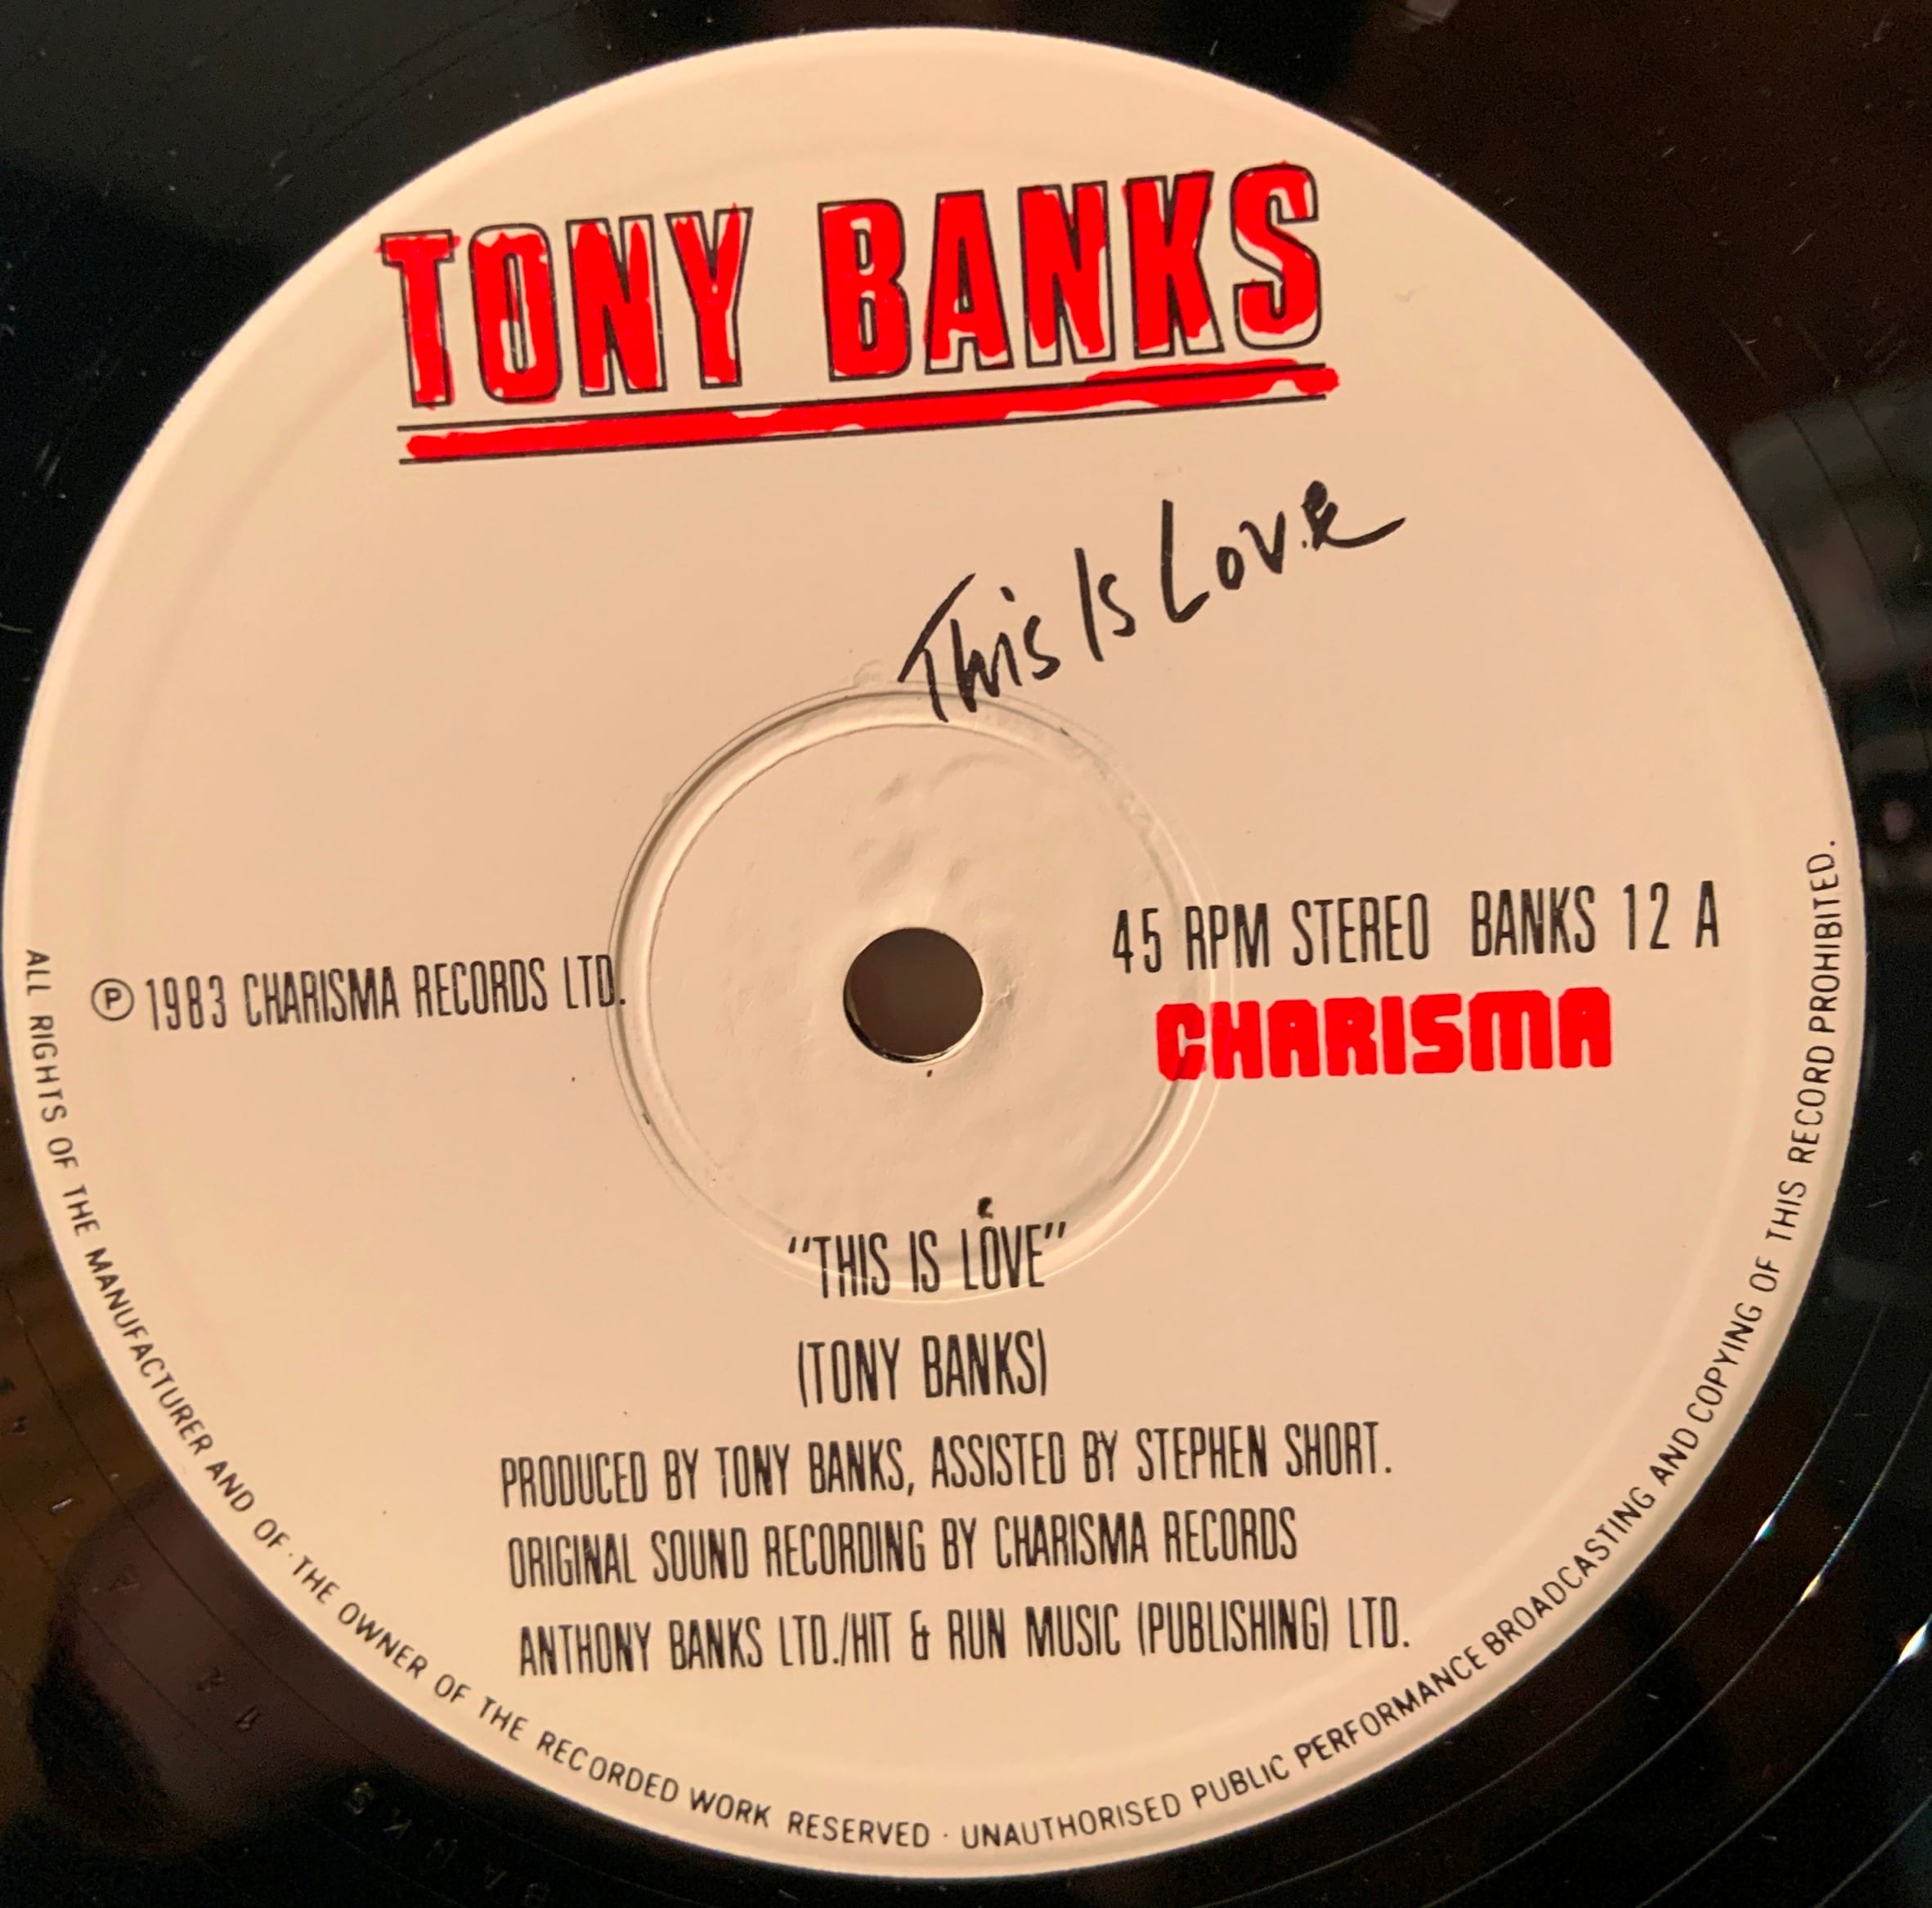 TONY BANKS
This Is Love
45 RPM STEREO BANKS 12 A
℗ 1983 CHARISMA RECORDS LTD.
CHARISMA
"THIS IS LOVE"
(TONY BANKS)
PRODUCED BY TONY BANKS, ASSISTED BY STEPHEN SHORT.
ORIGINAL SOUND RECORDING BY CHARISMA RECORDS
ANTHONY BANKS LTD./HIT & RUN MUSIC (PUBLISHING) LTD.
ALL RIGHTS OF THE MANUFACTURER AND OF · THE OWNER OF THE RECORDED WORK RESERVED · UNAUTHORISED PUBLIC PERFORMANCE BROADCASTING AND COPYING OF THIS RECORD PROHIBITED.